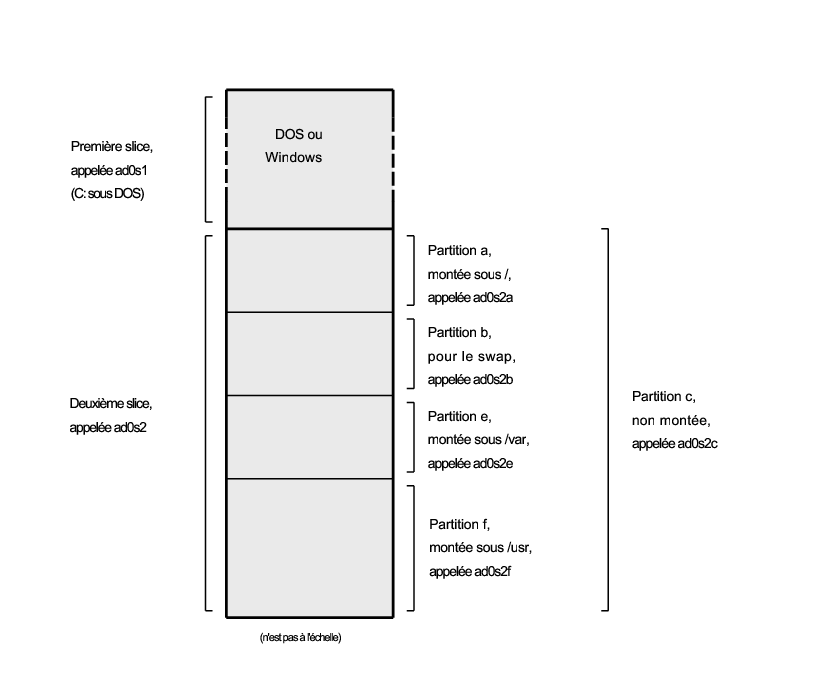 DOS ou
Windows
Première slice,
appelée ad0s1
(C: sous DOS)
Partition a,
montée sous /,
appelée ad0s2a
Partition b,
pour le swap,
appelée ad0s2b
Deuxième slice,
appelée ad0s2
Partition e,
montée sous /var,
appelée ad0s2e
Partition c,
non montée,
appelée ad0s2c
Partition f,
montée sous /usr,
appelée ad0s2f
(n'est pas à l'échelle)